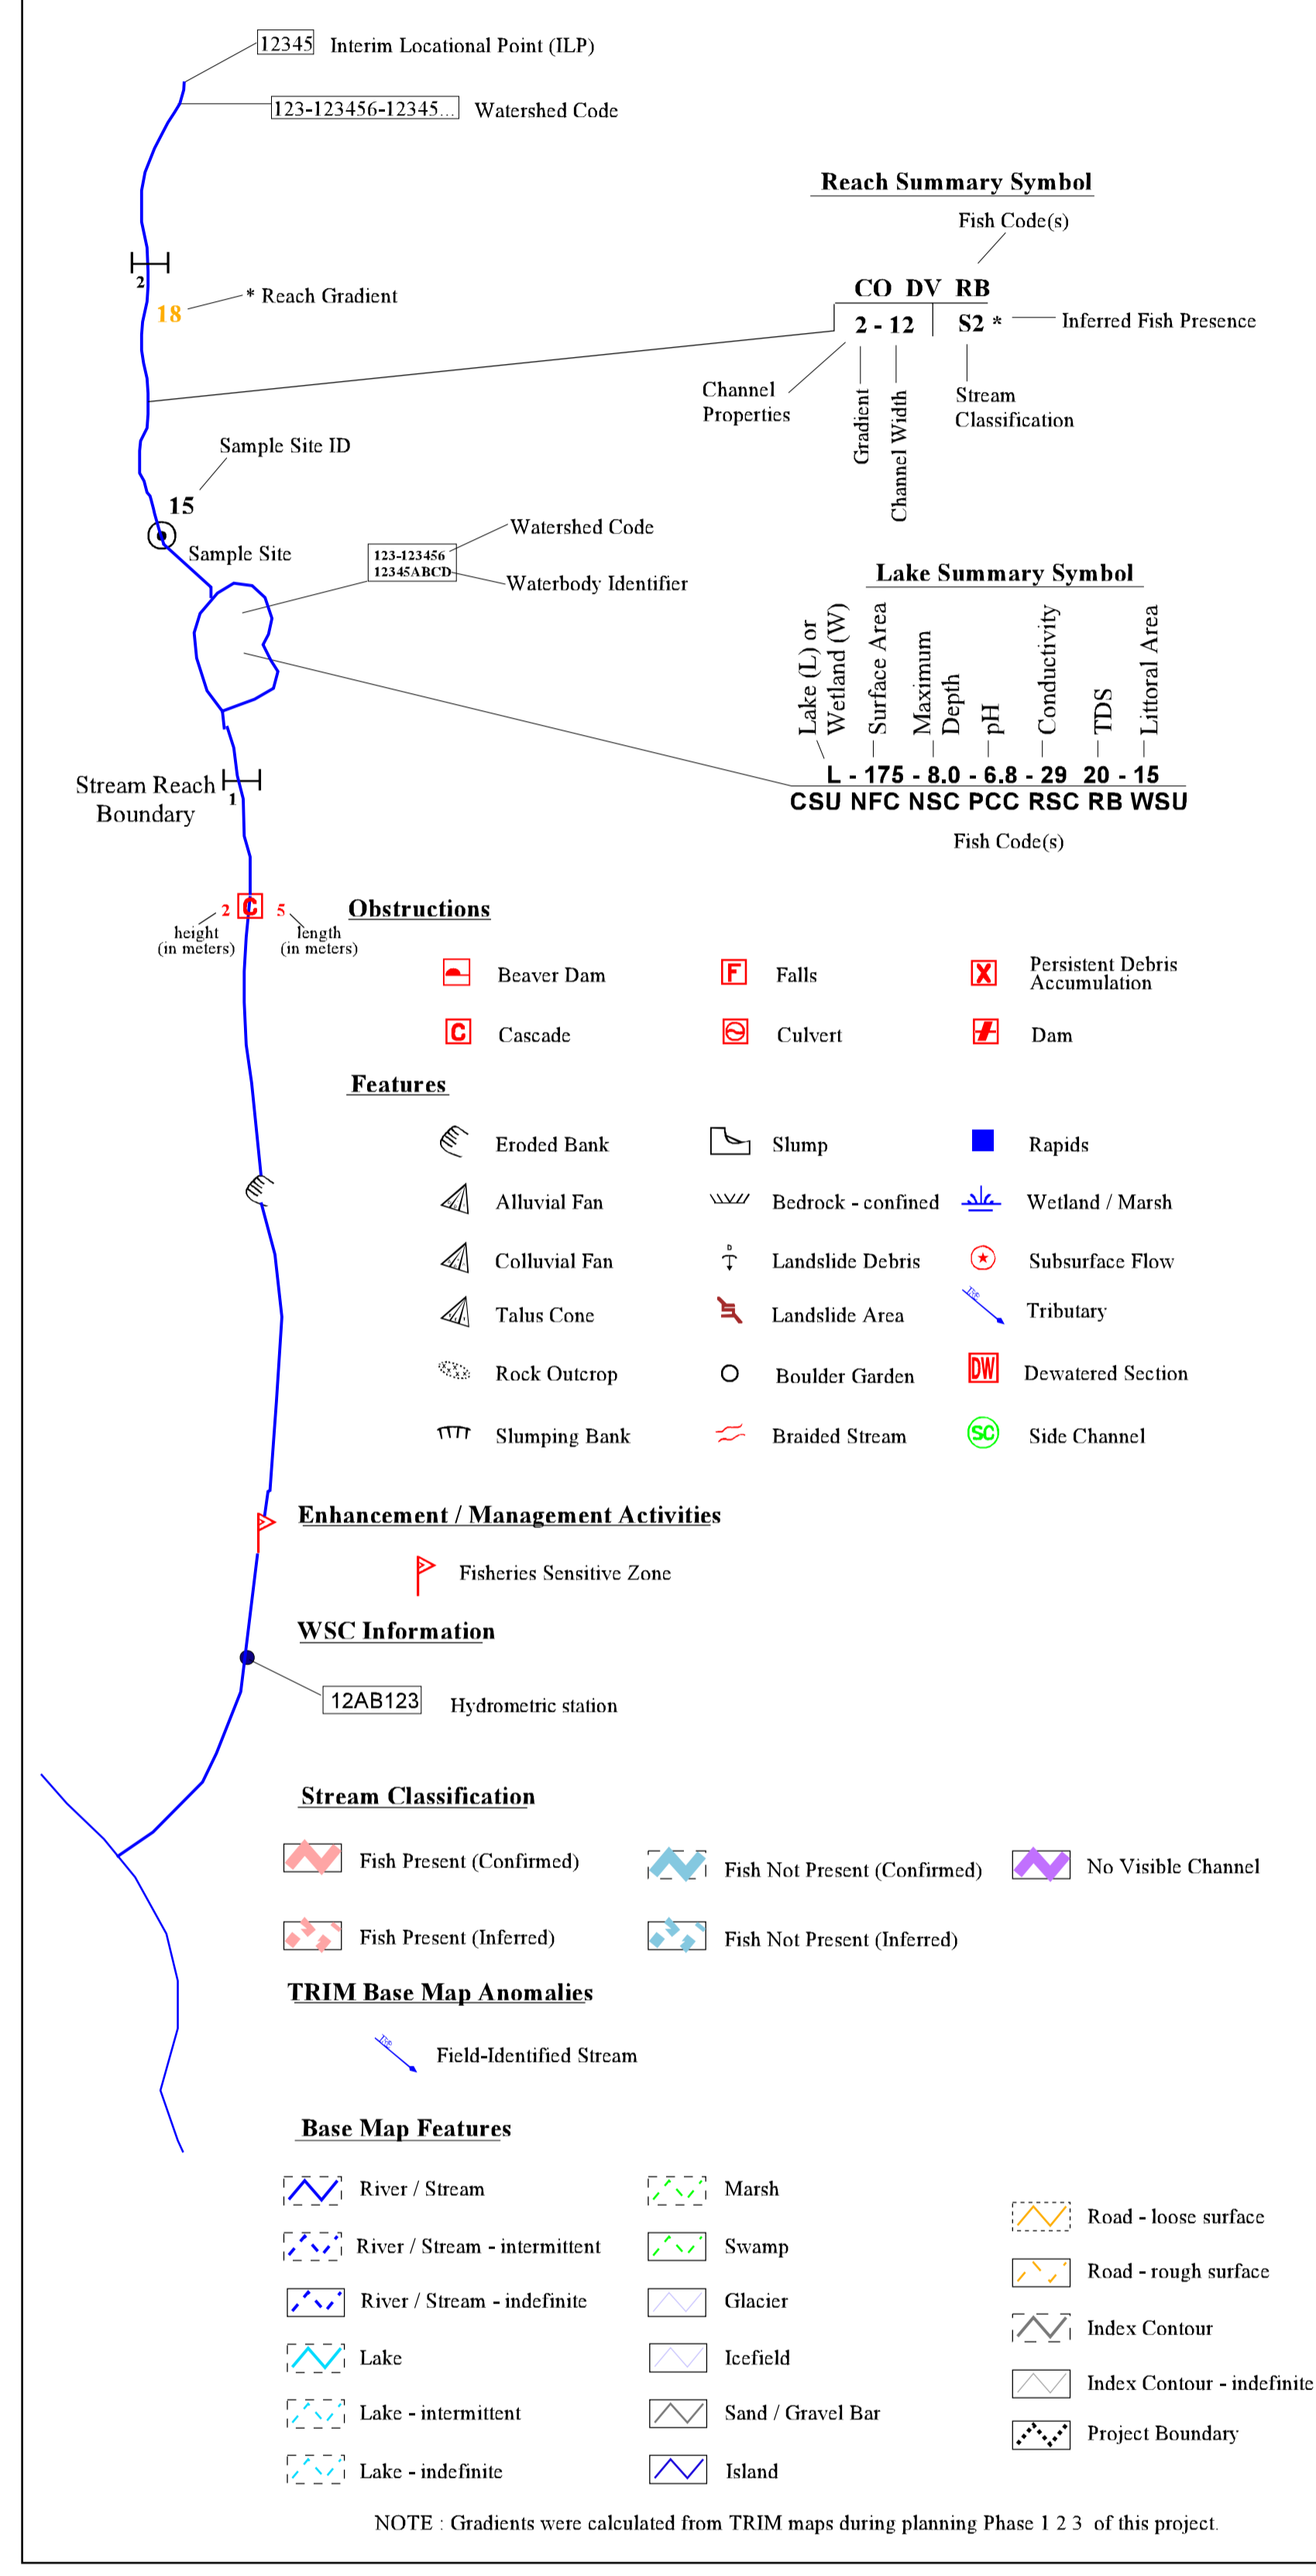 12345 Interim Locational Point (ILP)
123-123456-12345... Watershed Code
Reach Summary Symbol
Fish Code(s)
2
18
* Reach Gradient
CO DV RB
2 - 12 S2 *
Inferred Fish Presence
Channel
Properties
Gradient
Channel Width
Stream
Classification
Sample Site ID
15
Sample Site
123-123456
12345ABCD
Watershed Code
Waterbody Identifier
Lake Summary Symbol
Lake (L) or
Wetland (W)
Surface Area
Maximum
Depth
pH
Conductivity
TDS
Littoral Area
L - 175 - 8.0 - 6.8 - 29 20 - 15
CSU NFC NSC PCC RSC RB WSU
Fish Code(s)
Stream Reach
Boundary
1
2 C 5
height
(in meters)
length
(in meters)
Obstructions
Beaver Dam
F Falls
X Persistent Debris
Accumulation
C Cascade
Culvert
Dam
Features
Eroded Bank
Slump
Rapids
Alluvial Fan
Bedrock - confined
Wetland / Marsh
Colluvial Fan
D Landslide Debris
Subsurface Flow
Talus Cone
Landslide Area
Tributary
Rock Outcrop
Boulder Garden
DW Dewatered Section
Slumping Bank
Braided Stream
SC Side Channel
Enhancement / Management Activities
Fisheries Sensitive Zone
WSC Information
12AB123 Hydrometric station
Stream Classification
Fish Present (Confirmed)
Fish Not Present (Confirmed)
No Visible Channel
Fish Present (Inferred)
Fish Not Present (Inferred)
TRIM Base Map Anomalies
Field-Identified Stream
Base Map Features
River / Stream
River / Stream - intermittent
River / Stream - indefinite
Lake
Lake - intermittent
Lake - indefinite
Marsh
Swamp
Glacier
Icefield
Sand / Gravel Bar
Island
Road - loose surface
Road - rough surface
Index Contour
Index Contour - indefinite
Project Boundary
NOTE : Gradients were calculated from TRIM maps during planning Phase 1 2 3 of this project.